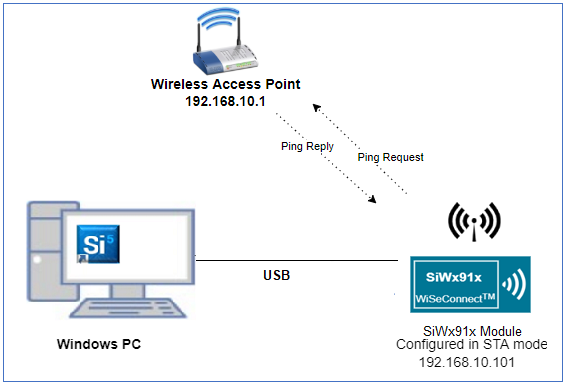 Wireless Access Point
192.168.10.1
Ping Reply
Ping Request
Si 5
USB
SiWx91x
WiSeConnect™
Windows PC
SiWx91x Module
Configured in STA mode
192.168.10.101